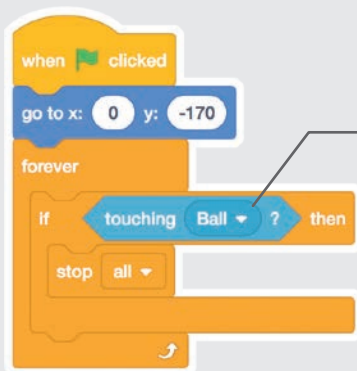 when clicked
go to x: 0 y: -170
forever
if touching Ball ? then
stop all